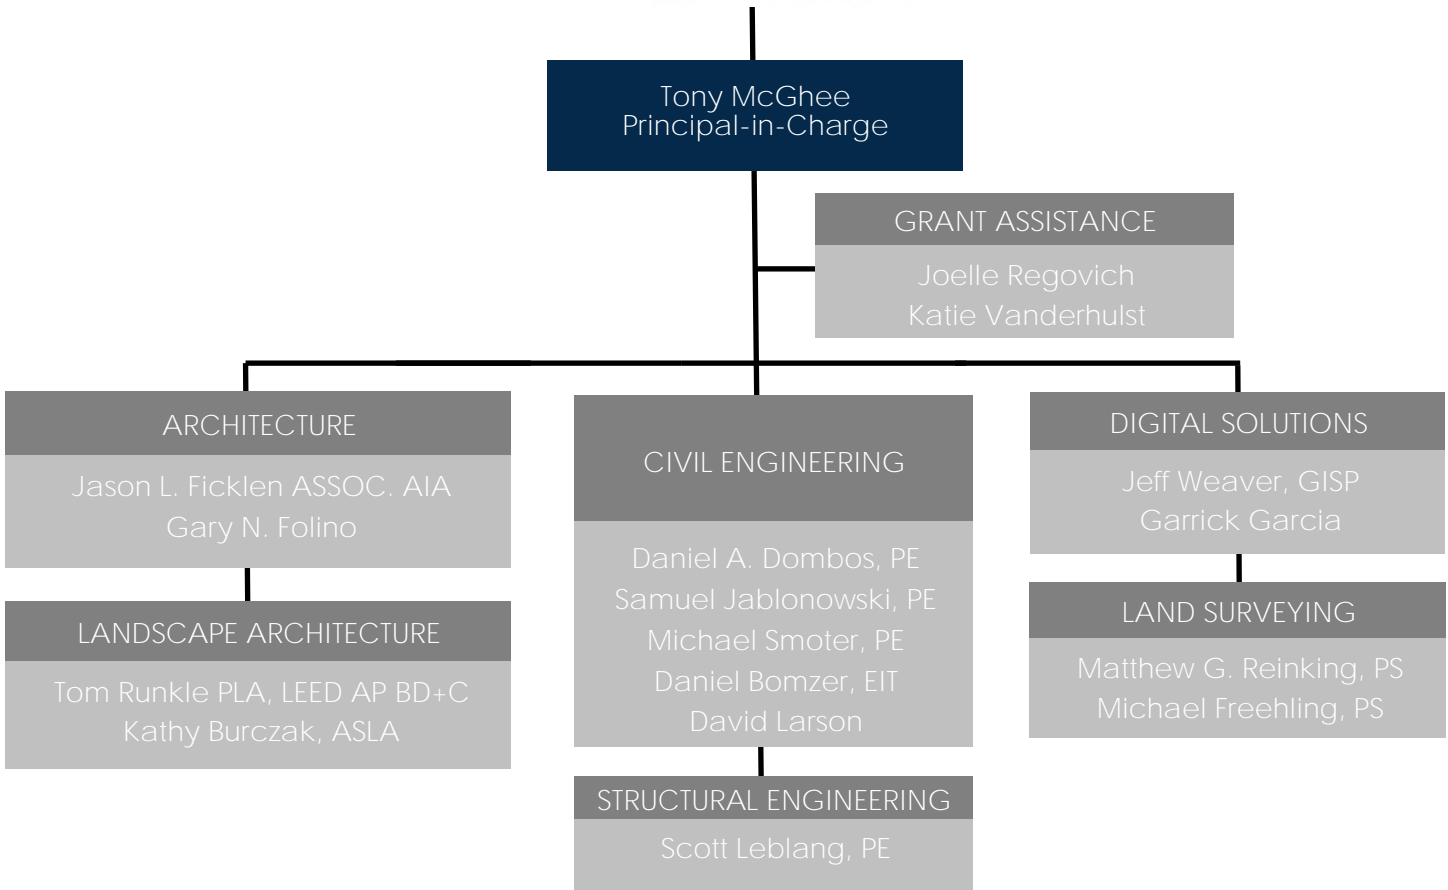 Tony McGhee
Principal-in-Charge
GRANT ASSISTANCE
Joelle Regovich
Katie Vanderhulst
ARCHITECTURE
Jason L. Ficklen ASSOC. AIA
Gary N. Folino
LANDSCAPE ARCHITECTURE
Tom Runkle PLA, LEED AP BD+C
Kathy Burczak, ASLA
CIVIL ENGINEERING
Daniel A. Dombos, PE
Samuel Jablonowski, PE
Michael Smoter, PE
Daniel Bomzer, EIT
David Larson
STRUCTURAL ENGINEERING
Scott Leblang, PE
DIGITAL SOLUTIONS
Jeff Weaver, GISP
Garrick Garcia
LAND SURVEYING
Matthew G. Reinking, PS
Michael Freehling, PS